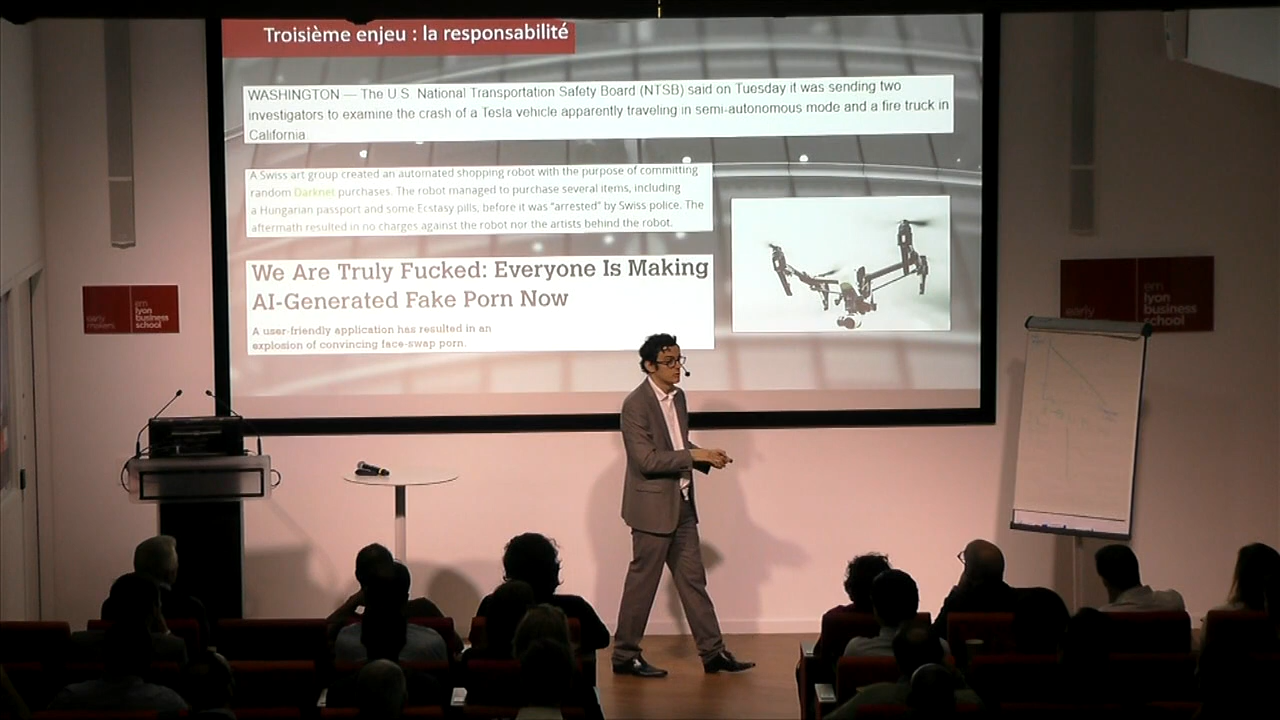 Troisième enjeu : la responsabilité
WASHINGTON — The U.S. National Transportation Safety Board (NTSB) said on Tuesday it was sending two
investigators to examine the crash of a Tesla vehicle apparently traveling in semi-autonomous mode and a fire truck in
California.
A Swiss art group created an automated shopping robot with the purpose of committing
random Darknet purchases. The robot managed to purchase several items, including
a Hungarian passport and some Ecstasy pills, before it was “arrested” by Swiss police. The
aftermath resulted in no charges against the robot nor the artists behind the robot.
We Are Truly Fucked: Everyone Is Making
AI-Generated Fake Porn Now
A user-friendly application has resulted in an
explosion of convincing face-swap porn.
early
makers
em
lyon
business
school
early
em
lyon
business
school